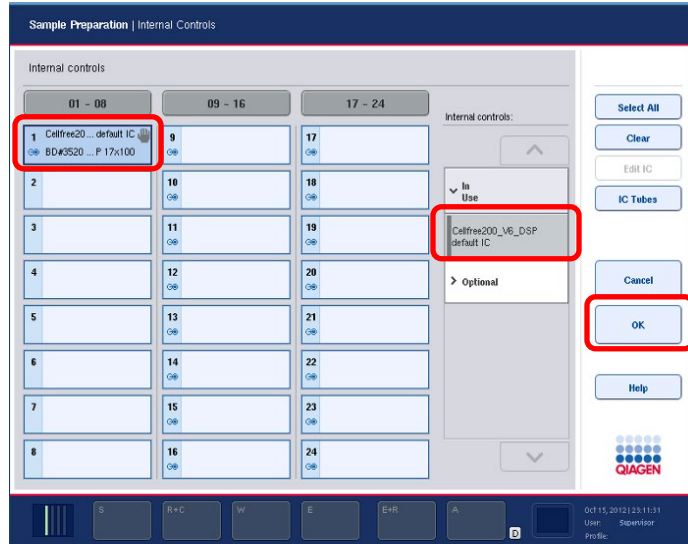 Sample Preparation | Internal Controls
Internal controls
01 - 08
09 - 16
17 - 24
Internal controls:
1 Cellfree20... default IC
BD#3520 ... P 17x100
2
3
4
5
6
7
8
9
10
11
12
13
14
15
16
17
18
19
20
21
22
23
24
In
Use
Cellfree200_V6_DSP
default IC
Optional
Select All
Clear
Edit IC
IC Tubes
Cancel
OK
Help
QIAGEN
S
R+C
W
E
E+R
A
D
Oct 15, 2012 | 23:11:31
User: Supervisor
Profile: